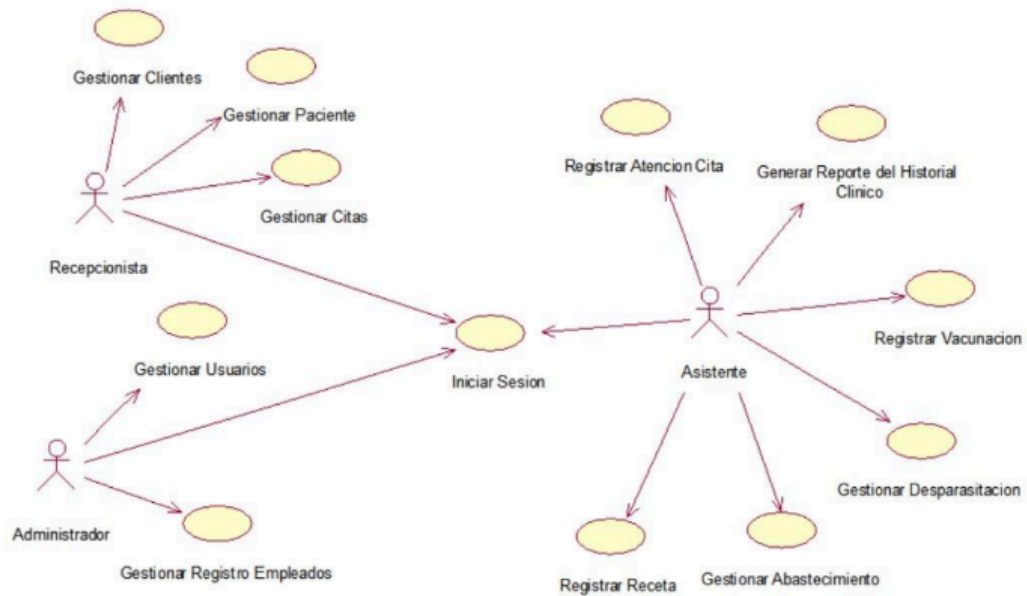 Gestionar Clientes
Gestionar Paciente
Gestionar Citas
Recepcionista
Registrar Atencion Cita
Generar Reporte del Historial
Clinico
Gestionar Usuarios
Iniciar Sesion
Asistente
Registrar Vacunacion
Administrador
Gestionar Registro Empleados
Gestionar Desparasitacion
Registrar Receta
Gestionar Abastecimiento